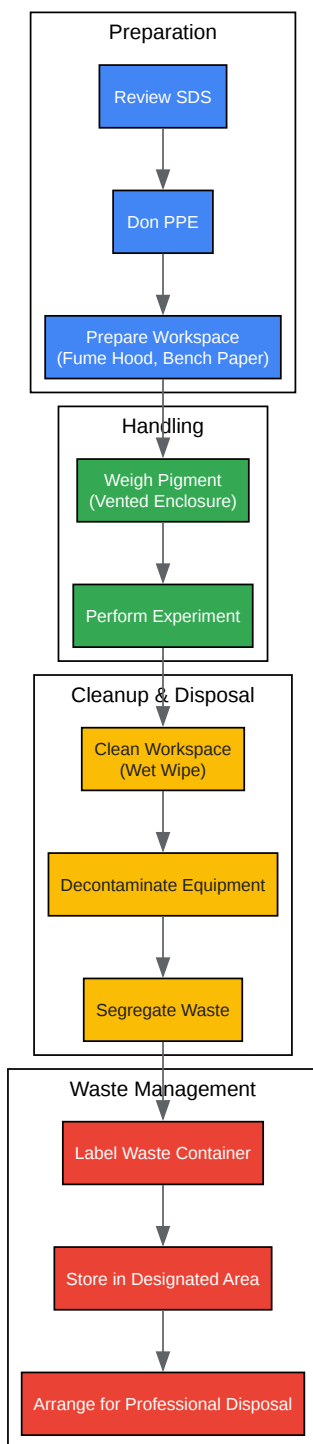 Preparation
Review SDS
Don PPE
Prepare Workspace
(Fume Hood, Bench Paper)
Handling
Weigh Pigment
(Vented Enclosure)
Perform Experiment
Cleanup & Disposal
Clean Workspace
(Wet Wipe)
Decontaminate Equipment
Segregate Waste
Waste Management
Label Waste Container
Store in Designated Area
Arrange for Professional Disposal